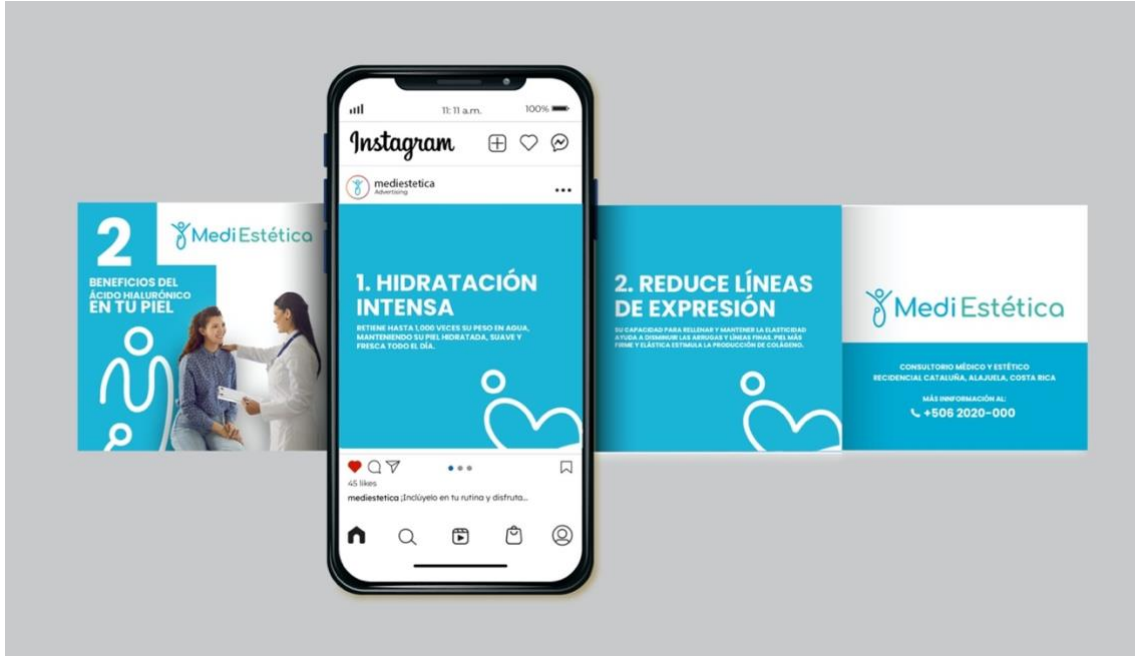 2
MediEstética
BENEFICIOS DEL
ÁCIDO HIALURÓNICO
EN TU PIEL
11:11 a.m.
100%
Instagram
mediestetica
Advertising
1. HIDRATACIÓN
INTENSA
RETIENE HASTA 1,000 VECES SU PESO EN AGUA,
MANTENIENDO SU PIEL HIDRATADA, SUAVE Y
FRESCA TODO EL DÍA.
45 likes
mediestetica ¡Inclúyelo en tu rutina y disfruta...
2. REDUCE LÍNEAS
DE EXPRESIÓN
SU CAPACIDAD PARA RELLENAR Y MANTENER LA ELASTICIDAD
AYUDA A DISMINUIR LAS ARRUGAS Y LÍNEAS FINAS. PIEL MÁS
FIRME Y ELÁSTICA ESTIMULA LA PRODUCCIÓN DE COLÁGENO.
MediEstética
CONSULTORIO MÉDICO Y ESTÉTICO
RECIDENCIAL CATALUÑA, ALAJUELA, COSTA RICA
MÁS INNFORMACIÓN AL:
+506 2020-000